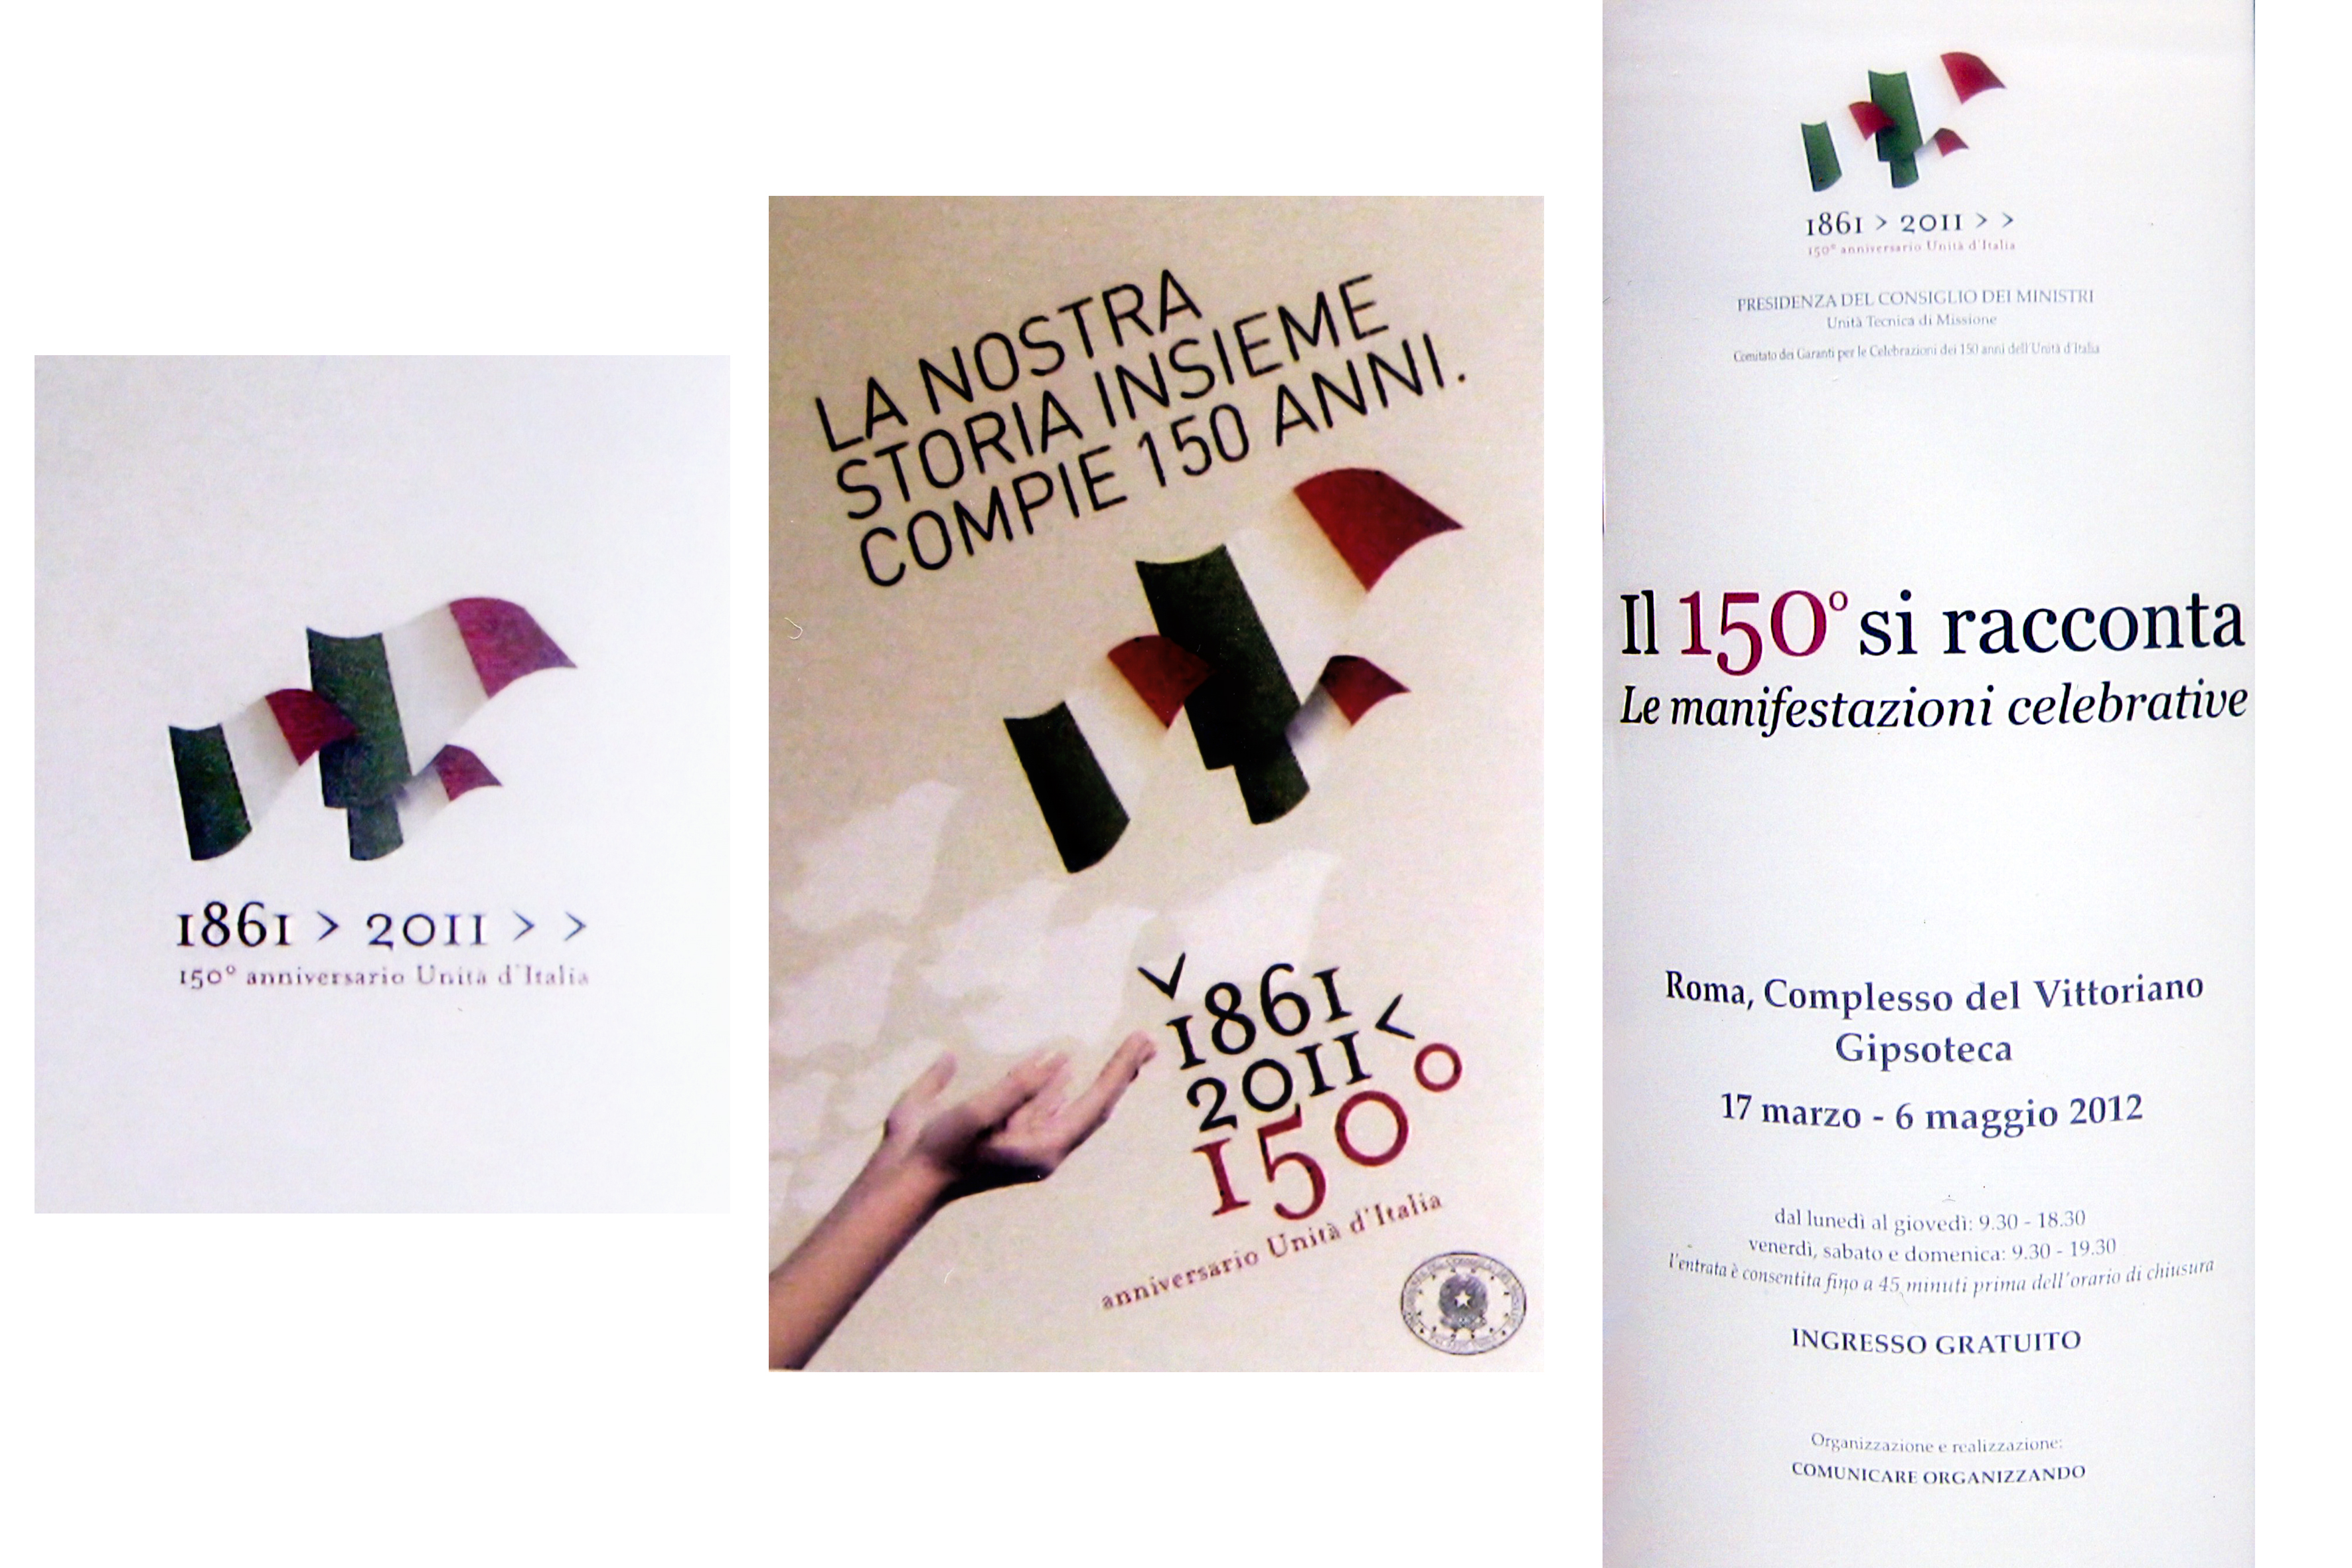 1861 > 2011 > >
150° anniversario Unità d'Italia
LA NOSTRA
STORIA INSIEME
COMPIE 150 ANNI.
1861
2011
150°
anniversario Unità d'Italia
1861 > 2011 > >
150° anniversario Unità d'Italia
PRESIDENZA DEL CONSIGLIO DEI MINISTRI
Unità Tecnica di Missione
Comitato dei Garanti per le Celebrazioni dei 150 anni dell'Unità d'Italia
Il 150° si racconta
Le manifestazioni celebrative
Roma, Complesso del Vittoriano
Gipsoteca
17 marzo - 6 maggio 2012
dal lunedì al giovedì: 9.30 - 18.30
venerdì, sabato e domenica: 9.30 - 19.30
l'entrata è consentita fino a 45 minuti prima dell'orario di chiusura
INGRESSO GRATUITO
Organizzazione e realizzazione:
COMUNICARE ORGANIZZANDO